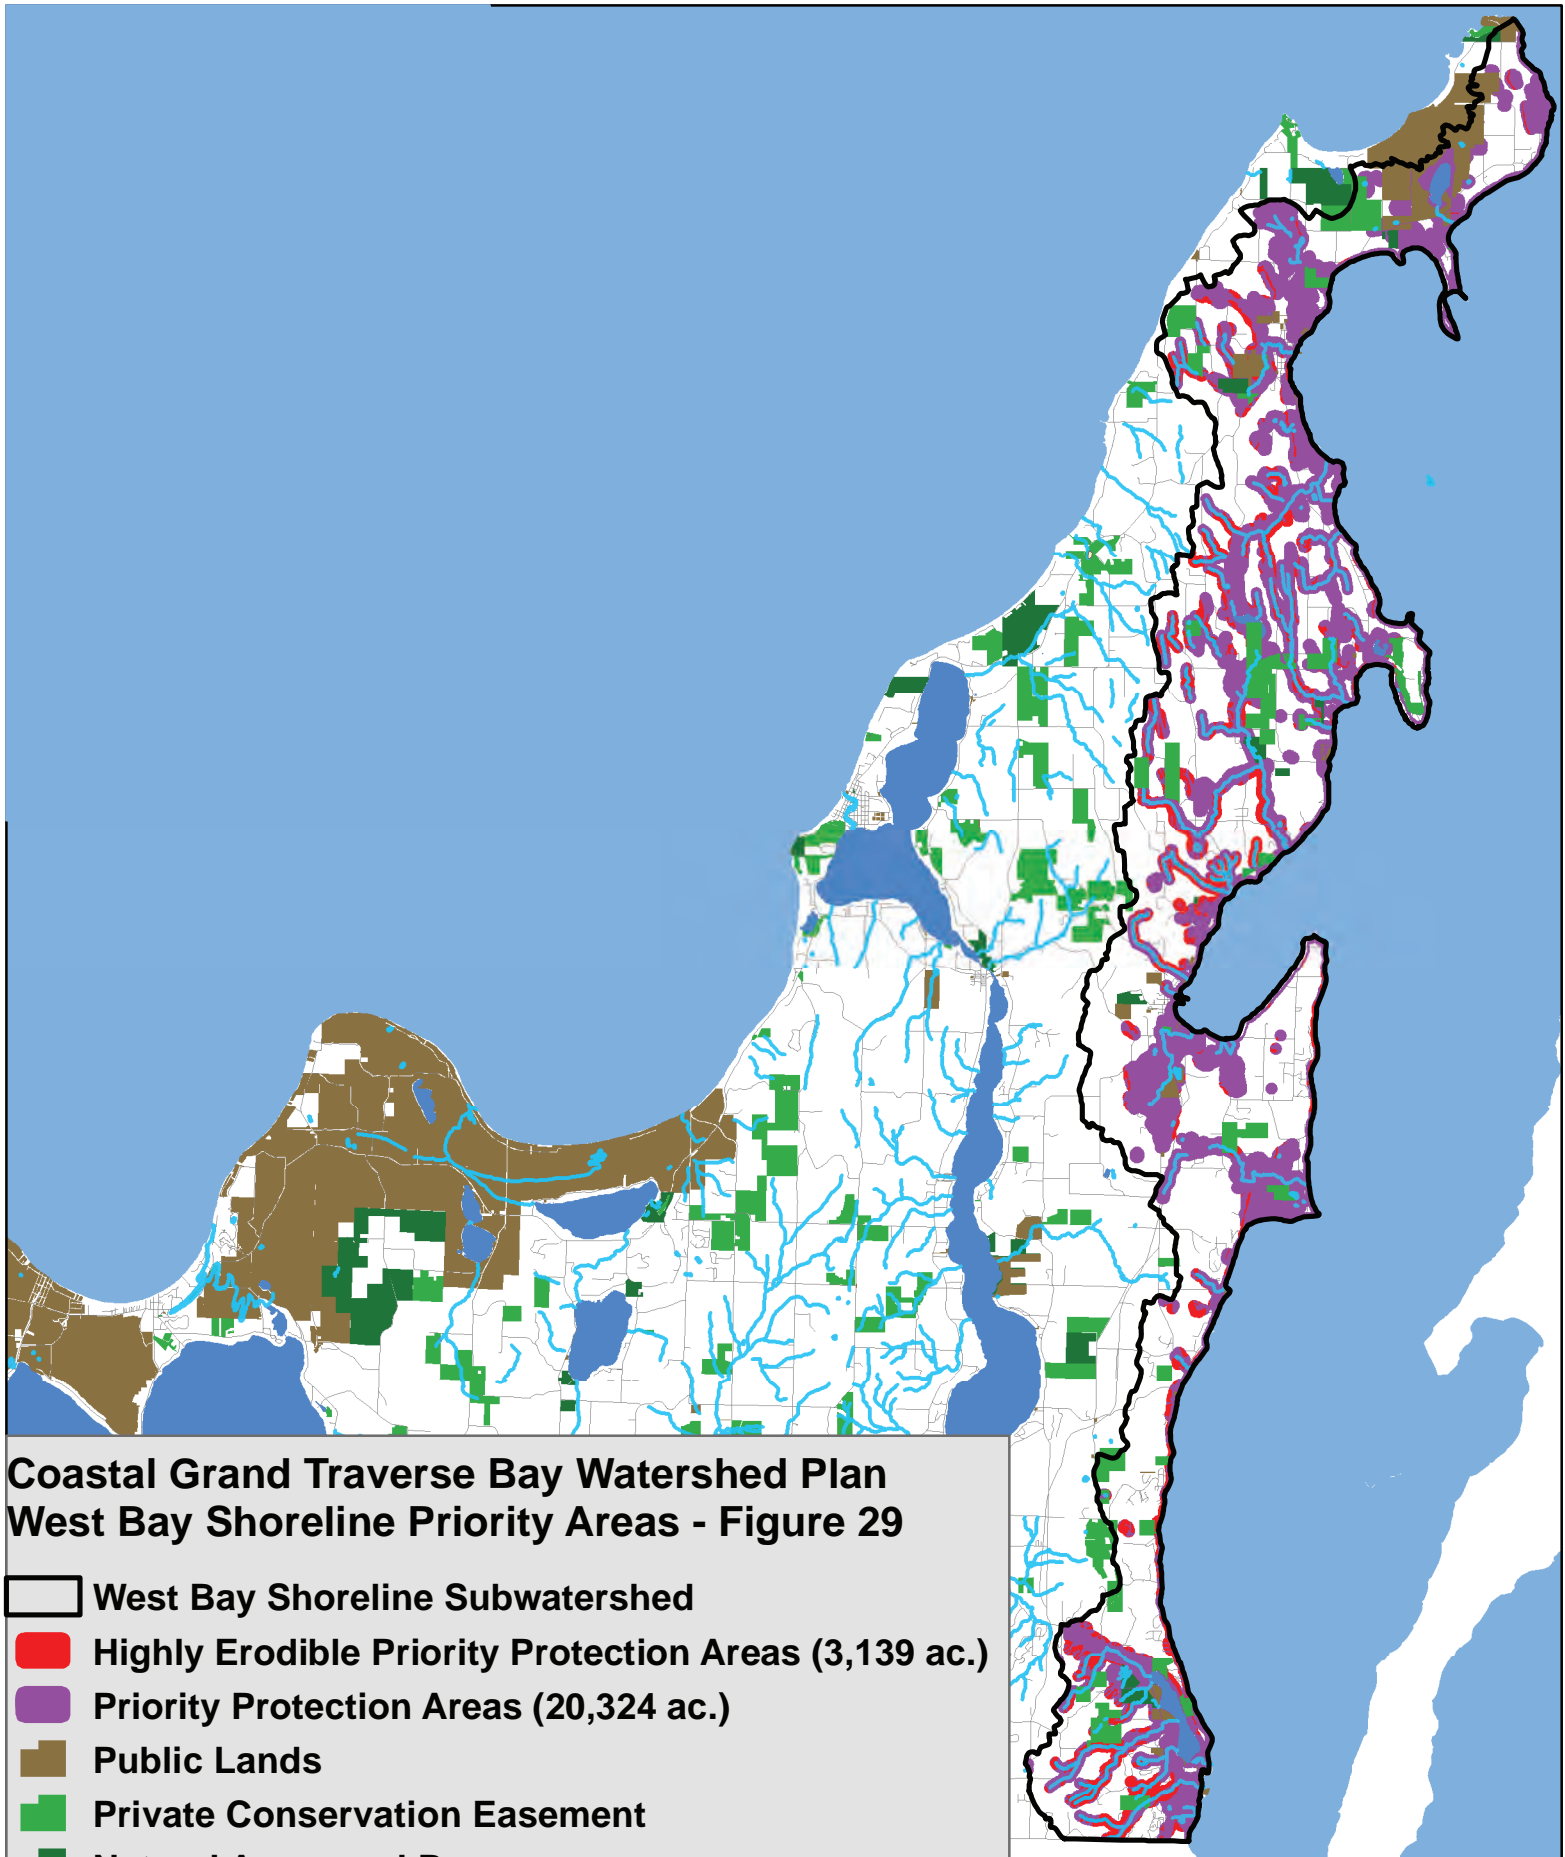 Coastal Grand Traverse Bay Watershed Plan
West Bay Shoreline Priority Areas - Figure 29
West Bay Shoreline Subwatershed
Highly Erodible Priority Protection Areas (3,139 ac.)
Priority Protection Areas (20,324 ac.)
Public Lands
Private Conservation Easement